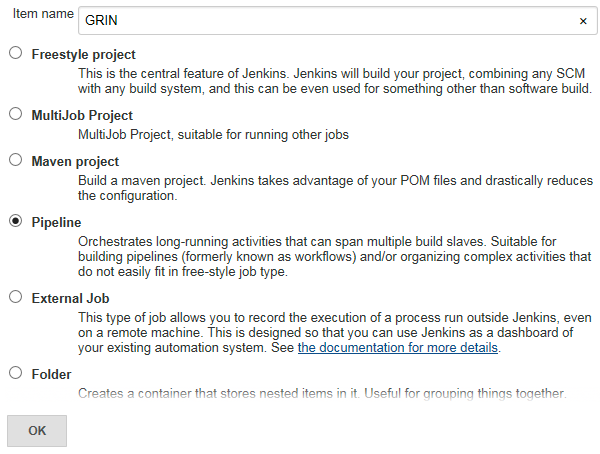 Item name GRIN ×
Freestyle project
This is the central feature of Jenkins. Jenkins will build your project, combining any SCM
with any build system, and this can be even used for something other than software build.
MultiJob Project
MultiJob Project, suitable for running other jobs
Maven project
Build a maven project. Jenkins takes advantage of your POM files and drastically reduces
the configuration.
Pipeline
Orchestrates long-running activities that can span multiple build slaves. Suitable for
building pipelines (formerly known as workflows) and/or organizing complex activities that
do not easily fit in free-style job type.
External Job
This type of job allows you to record the execution of a process run outside Jenkins, even
on a remote machine. This is designed so that you can use Jenkins as a dashboard of
your existing automation system. See the documentation for more details.
Folder
Creates a container that stores nested items in it. Useful for grouping things together.
OK